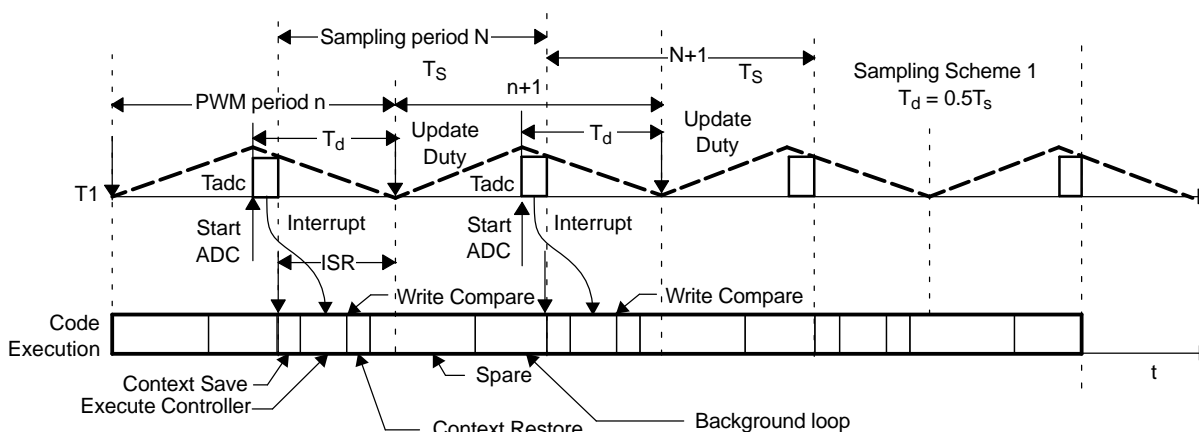 Sampling period N
T_S
N+1
T_S
Sampling Scheme 1
T_d = 0.5T_s
PWM period n
n+1
T_d
Update
Duty
T_d
Update
Duty
T1
Tadc
Tadc
Start
ADC
Interrupt
Start
ADC
Interrupt
ISR
Write Compare
Write Compare
Code
Execution
t
Context Save
Spare
Execute Controller
Background loop
Context Restore